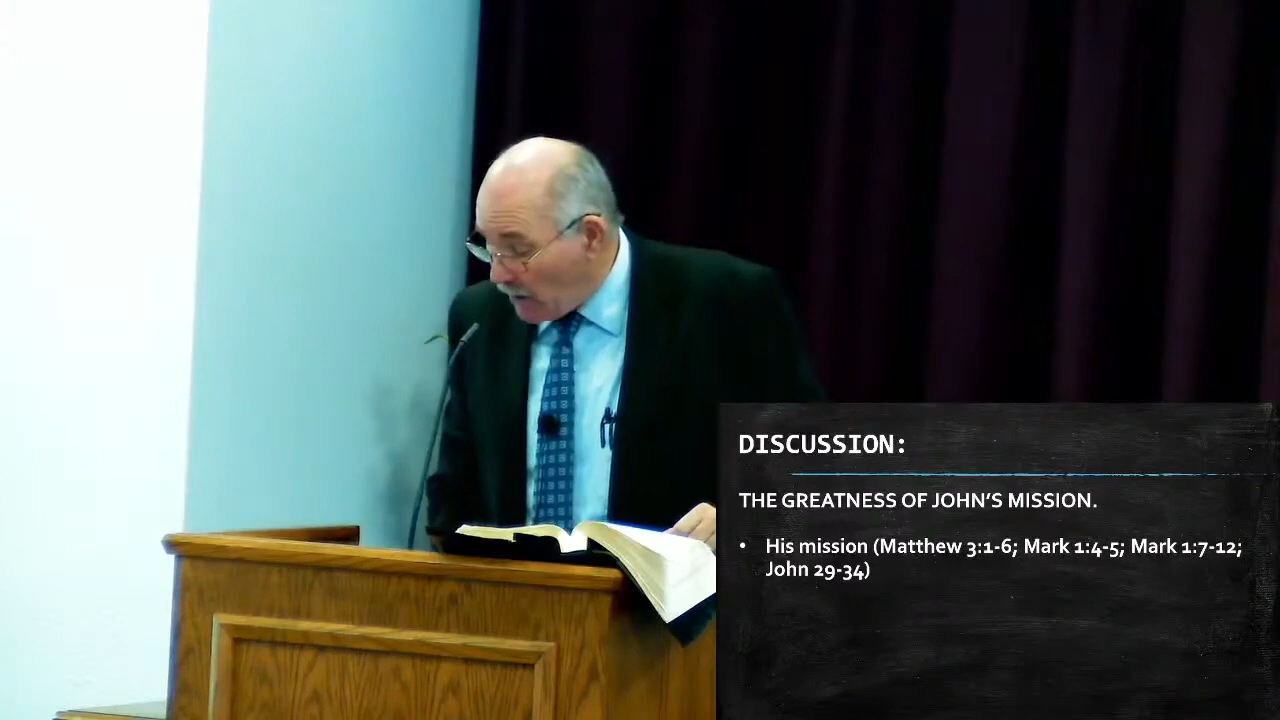 DISCUSSION:
THE GREATNESS OF JOHN'S MISSION.
• His mission (Matthew 3:1-6; Mark 1:4-5; Mark 1:7-12;
John 29-34)